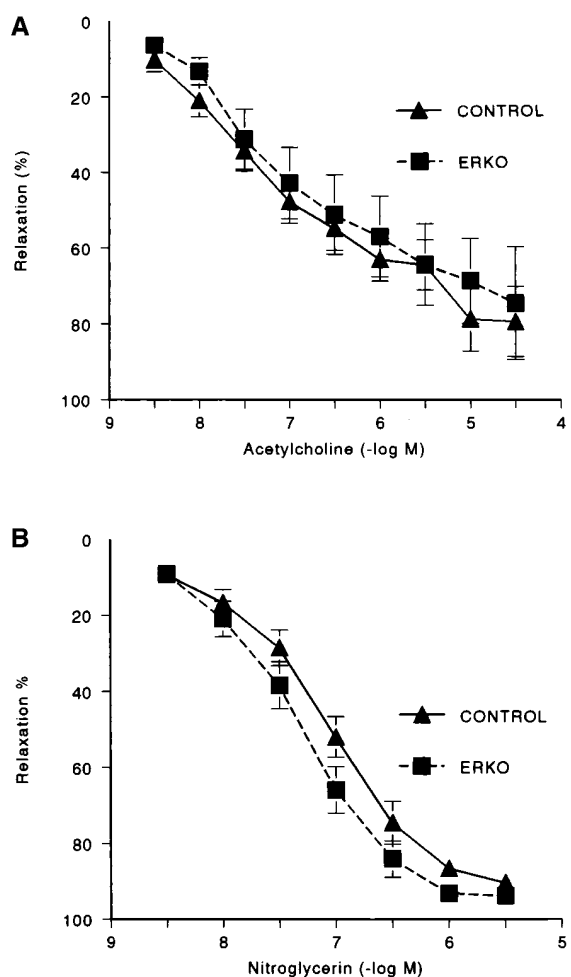 A
0
20
40
60
80
100
Relaxation (%)
CONTROL
ERKO
9 8 7 6 5 4
Acetylcholine (-log M)
B
0
20
40
60
80
100
Relaxation %
CONTROL
ERKO
9 8 7 6 5
Nitroglycerin (-log M)